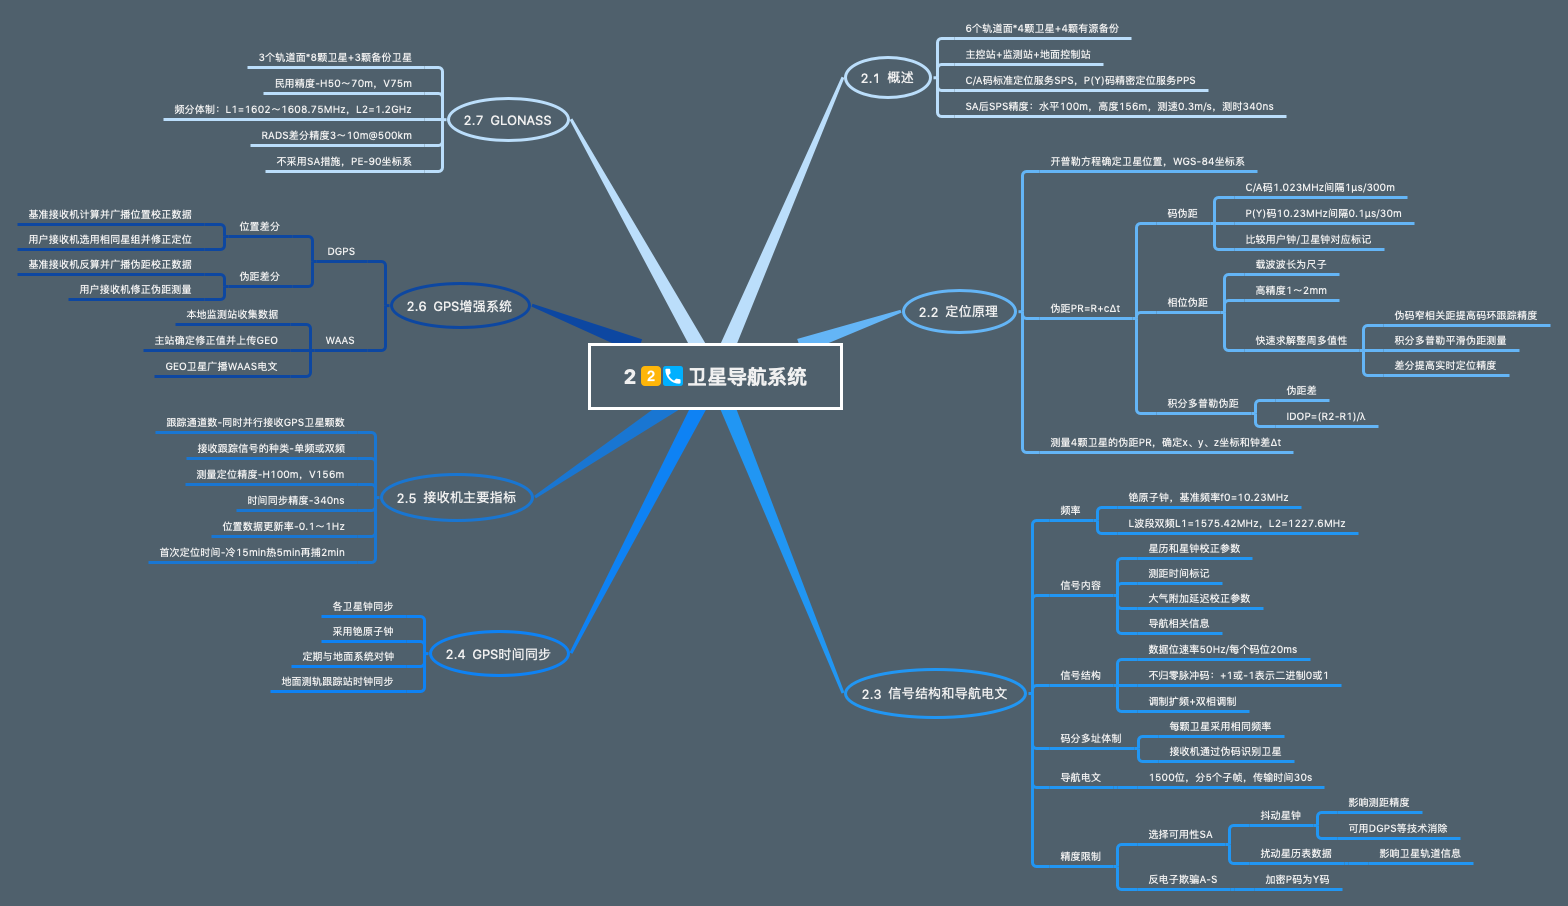 2 2 卫星导航系统
2.1 概述
6个轨道面*4颗卫星+4颗有源备份
主控站+监测站+地面控制站
C/A码标准定位服务SPS，P(Y)码精密定位服务PPS
SA后SPS精度：水平100m，高度156m，测速0.3m/s，测时340ns
2.2 定位原理
开普勒方程确定卫星位置，WGS-84坐标系
伪距PR=R+cΔt
码伪距
C/A码1.023MHz间隔1μs/300m
P(Y)码10.23MHz间隔0.1μs/30m
比较用户钟/卫星钟对应标记
相位伪距
载波波长为尺子
高精度1～2mm
快速求解整周多值性
伪码窄相关距提高码环跟踪精度
积分多普勒平滑伪距测量
差分提高实时定位精度
积分多普勒伪距
伪距差
IDOP=(R2-R1)/λ
测量4颗卫星的伪距PR，确定x、y、z坐标和钟差Δt
2.3 信号结构和导航电文
频率
铯原子钟，基准频率f0=10.23MHz
L波段双频L1=1575.42MHz，L2=1227.6MHz
信号内容
星历和星钟校正参数
测距时间标记
大气附加延迟校正参数
导航相关信息
信号结构
数据位速率50Hz/每个码位20ms
不归零脉冲码：+1或-1表示二进制0或1
调制扩频+双相调制
码分多址体制
每颗卫星采用相同频率
接收机通过伪码识别卫星
导航电文
1500位，分5个子帧，传输时间30s
精度限制
选择可用性SA
抖动星钟
影响测距精度
可用DGPS等技术消除
扰动星历表数据
影响卫星轨道信息
反电子欺骗A-S
加密P码为Y码
2.4 GPS时间同步
各卫星钟同步
采用铯原子钟
定期与地面系统对钟
地面测轨跟踪站时钟同步
2.5 接收机主要指标
跟踪通道数-同时并行接收GPS卫星颗数
接收跟踪信号的种类-单频或双频
测量定位精度-H100m，V156m
时间同步精度-340ns
位置数据更新率-0.1～1Hz
首次定位时间-冷15min热5min再捕2min
2.6 GPS增强系统
DGPS
位置差分
基准接收机计算并广播位置校正数据
用户接收机选用相同星组并修正定位
伪距差分
基准接收机反算并广播伪距校正数据
用户接收机修正伪距测量
WAAS
本地监测站收集数据
主站确定修正值并上传GEO
GEO卫星广播WAAS电文
2.7 GLONASS
3个轨道面*8颗卫星+3颗备份卫星
民用精度-H50～70m，V75m
频分体制：L1=1602～1608.75MHz，L2=1.2GHz
RADS差分精度3～10m@500km
不采用SA措施，PE-90坐标系